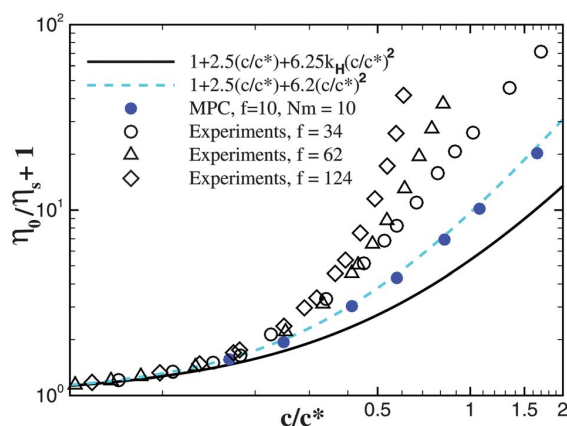 10²
1+2.5(c/c*)+6.25k_H(c/c*)²
1+2.5(c/c*)+6.2(c/c*)²
MPC, f=10, Nm = 10
Experiments, f = 34
Experiments, f = 62
Experiments, f = 124
η₀/ηₛ + 1
10¹
10⁰
0.5 1 1.5 2
c/c*